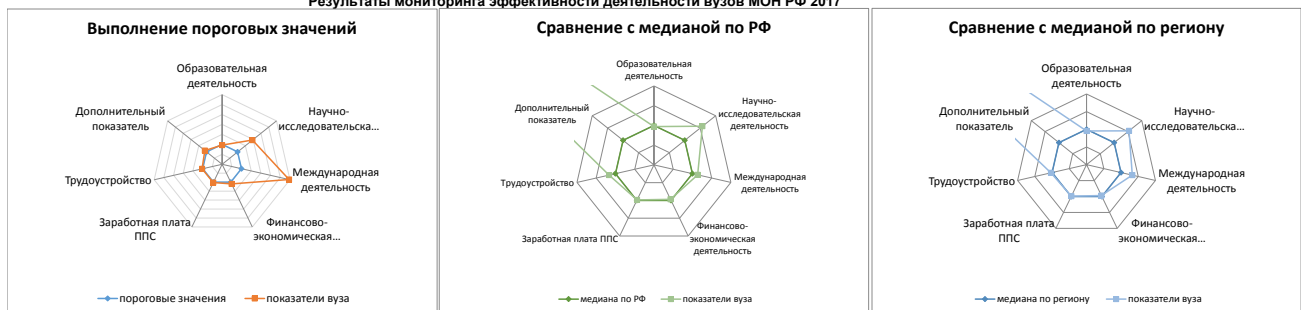 Результаты мониторинга эффективности деятельности вузов МОН РФ 2017
Выполнение пороговых значений
Образовательная
деятельность
Дополнительный
показатель
Научно-
исследовательска...
Трудоустройство
Международная
деятельность
Заработная плата
ППС
Финансово-
экономическая...
пороговые значения
показатели вуза
Сравнение с медианой по РФ
Образовательная
деятельность
Дополнительный
показатель
Научно-
исследовательская
деятельность
Трудоустройство
Международная
деятельность
Заработная плата ППС
Финансово-
экономическая
деятельность
медиана по РФ
показатели вуза
Сравнение с медианой по региону
Образовательная
деятельность
Дополнительный
показатель
Научно-
исследовательска...
Трудоустройство
Международная
деятельность
Заработная плата
ППС
Финансово-
экономическая...
медиана по региону
показатели вуза